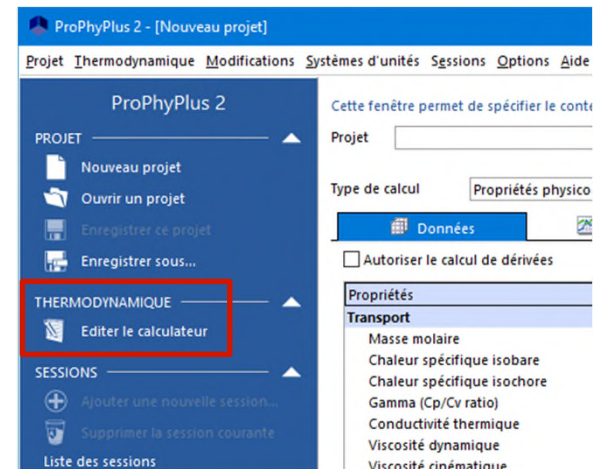 ProPhyPlus 2 - [Nouveau projet]
Projet Thermodynamique Modifications Systèmes d'unités Sessions Options Aide
ProPhyPlus 2
PROJET
Nouveau projet
Ouvrir un projet
Enregistrer ce projet
Enregistrer sous...
THERMODYNAMIQUE
Editer le calculateur
SESSIONS
Ajouter une nouvelle session...
Supprimer la session courante
Liste des sessions
Cette fenêtre permet de spécifier le conte
Projet
Type de calcul Propriétés physico
Données
Autoriser le calcul de dérivées
Propriétés
Transport
Masse molaire
Chaleur spécifique isobare
Chaleur spécifique isochore
Gamma (Cp/Cv ratio)
Conductivité thermique
Viscosité dynamique
Viscosité cinématique